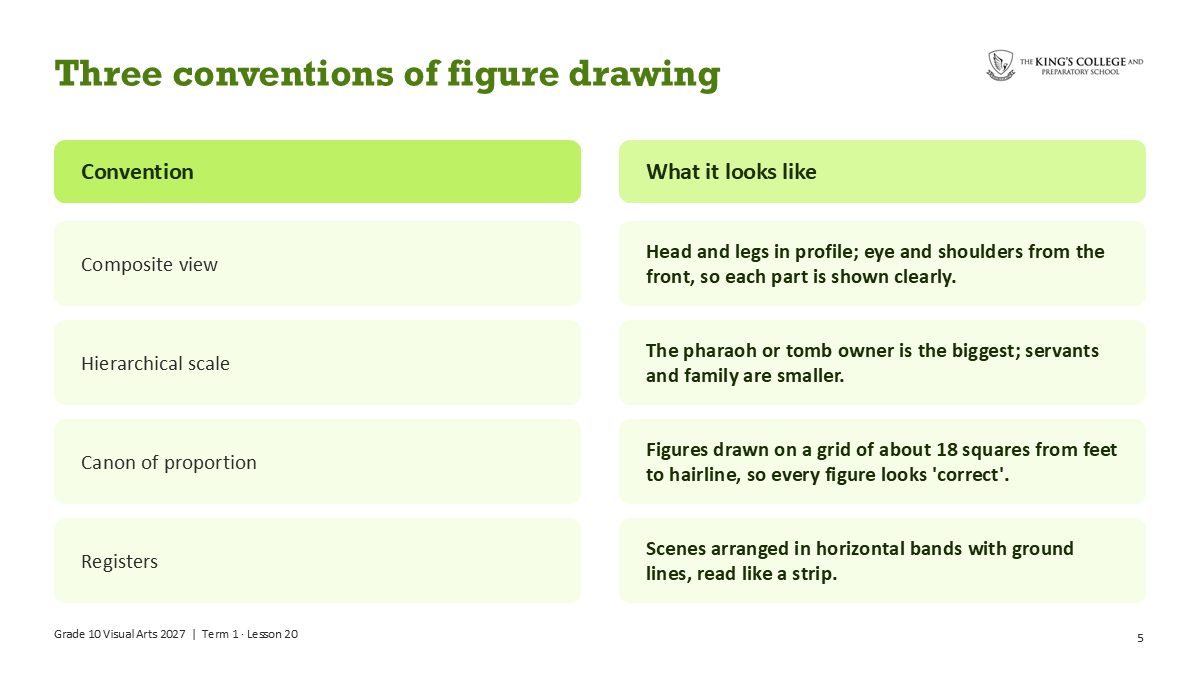 Three conventions of figure drawing
THE KING'S COLLEGE AND
PREPARATORY SCHOOL
Convention
What it looks like
Composite view
Head and legs in profile; eye and shoulders from the
front, so each part is shown clearly.
Hierarchical scale
The pharaoh or tomb owner is the biggest; servants
and family are smaller.
Canon of proportion
Figures drawn on a grid of about 18 squares from feet
to hairline, so every figure looks 'correct'.
Registers
Scenes arranged in horizontal bands with ground
lines, read like a strip.
Grade 10 Visual Arts 2027 | Term 1 · Lesson 20
5